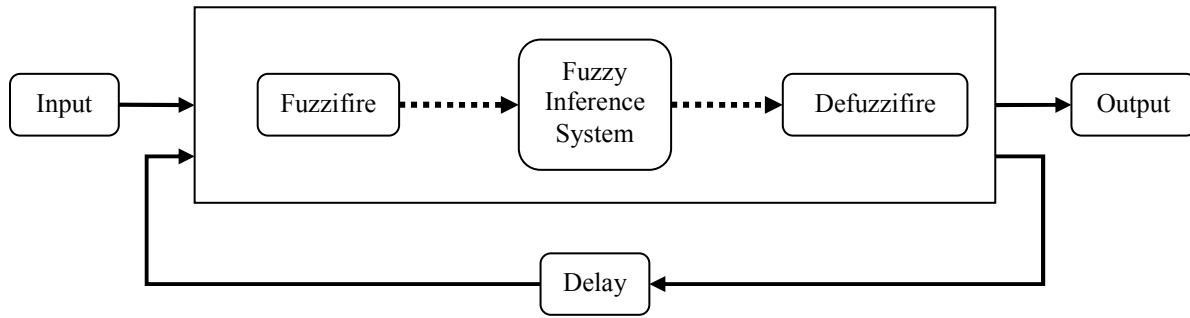 Input
Fuzzifire
Fuzzy
Inference
System
Defuzzifire
Output
Delay